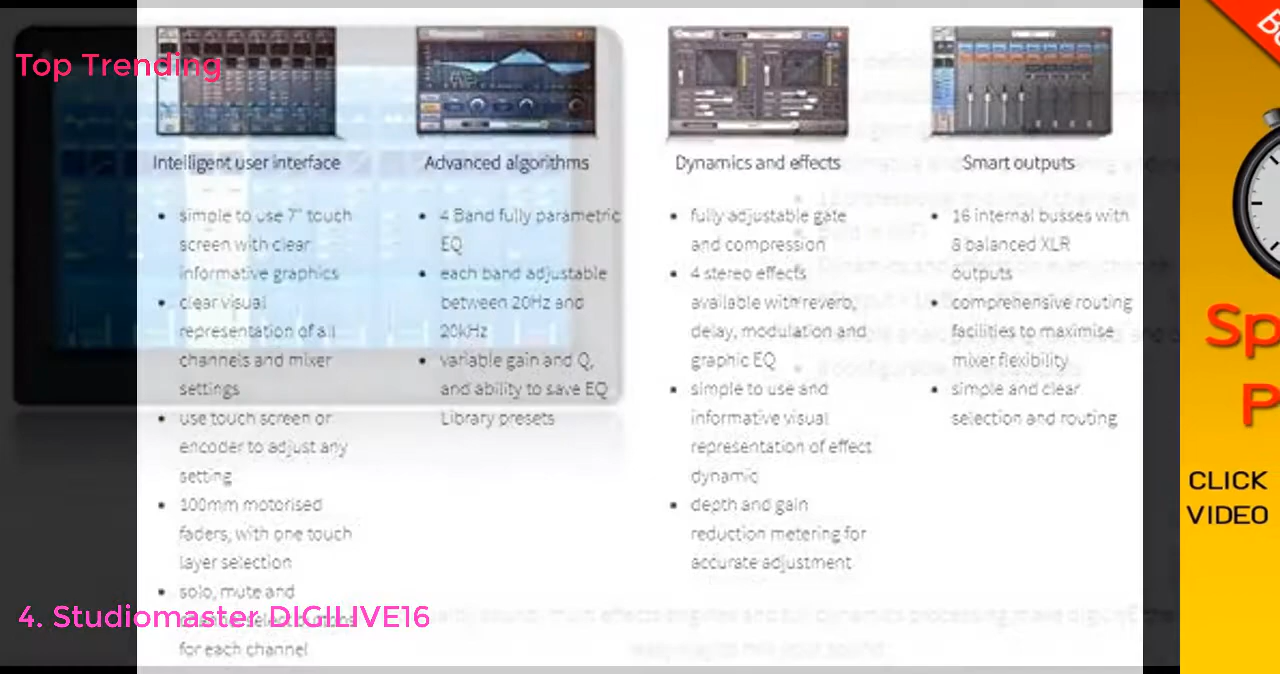 Top Trending
Intelligent user interface
simple to use 7" touch
screen with clear
informative graphics
clear visual
representation of all
channels and mixer
settings
use touch screen or
encoder to adjust any
setting
100mm motorised
faders, with one touch
layer selection
solo, mute and
for each channel
Advanced algorithms
4 Band fully parametric
EQ
each band adjustable
between 20Hz and
20kHz
variable gain and Q,
and ability to save EQ
Library presets
Dynamics and effects
fully adjustable gate
and compression
4 stereo effects
available with reverb,
delay, modulation and
graphic EQ
simple to use and
informative visual
representation of effect
dynamic
depth and gain
reduction metering for
accurate adjustment
Smart outputs
16 internal busses with
8 balanced XLR
outputs
comprehensive routing
facilities to maximise
mixer flexibility
simple and clear
selection and routing
4. Studiomaster DIGILIVE16
Sp
P
CLICK
VIDEO